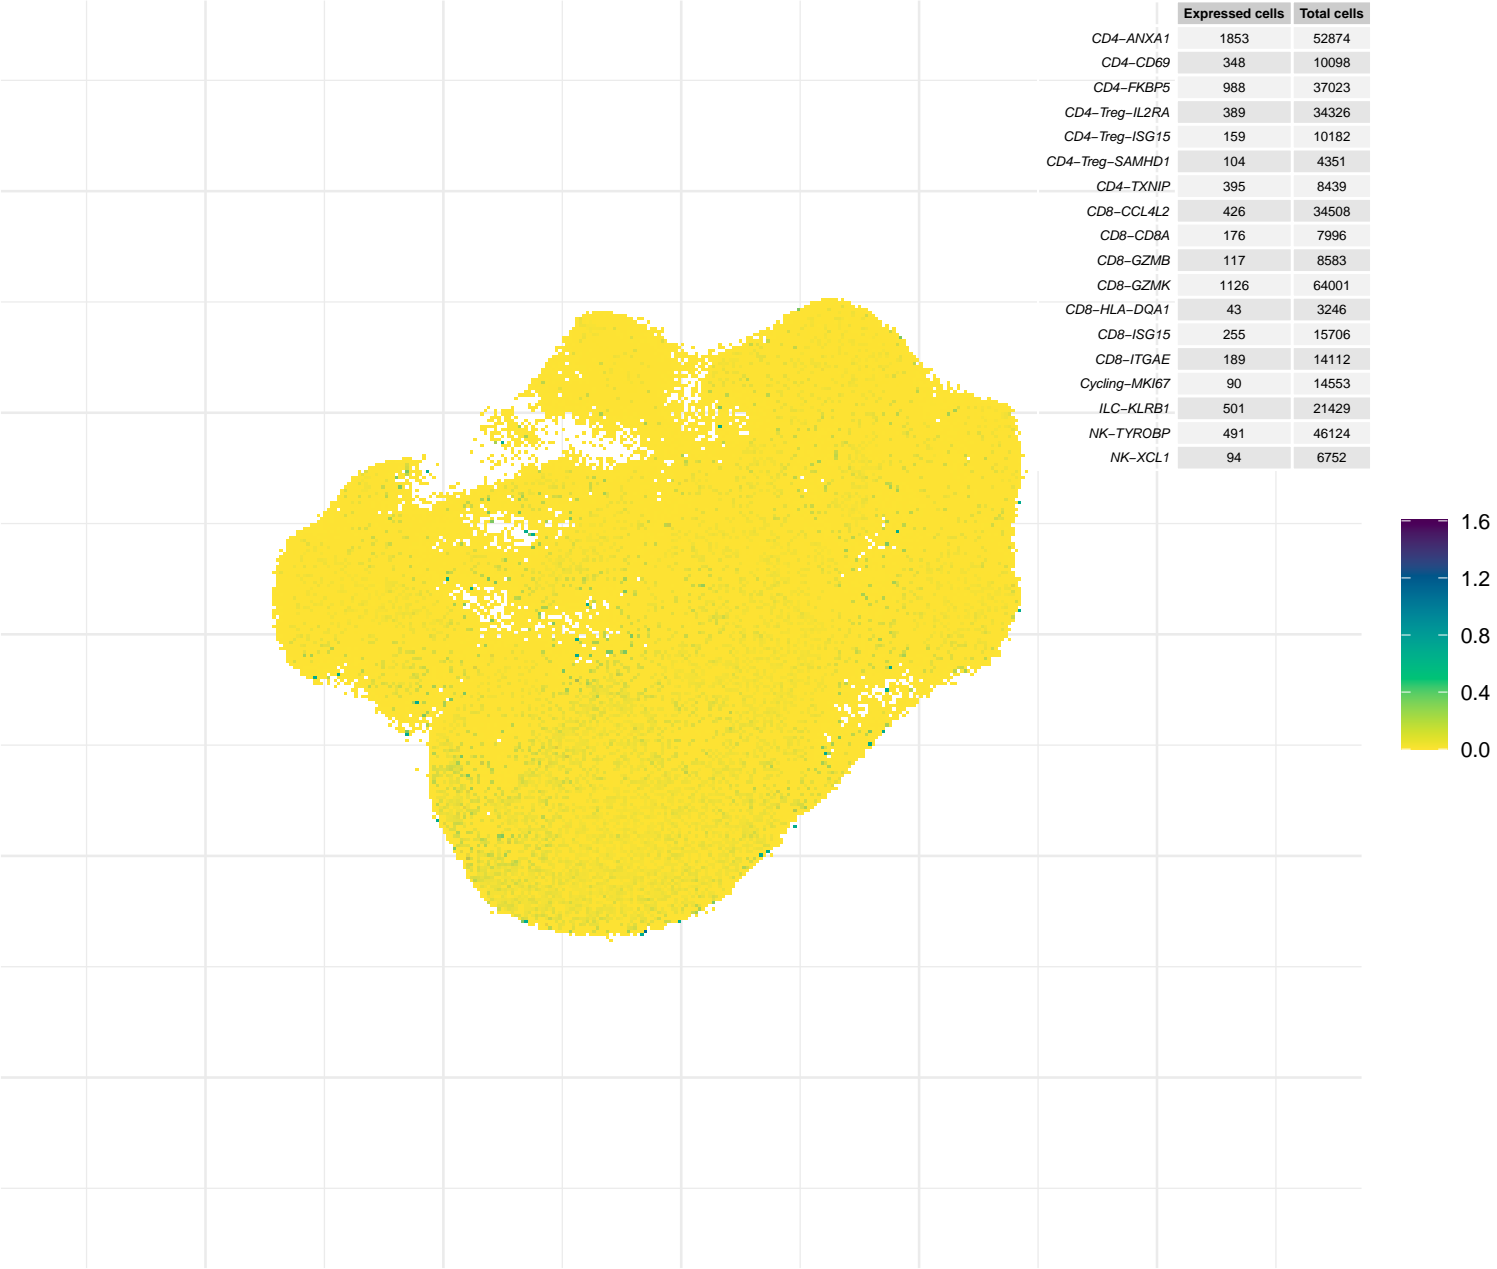 Expressed cells Total cells
CD4−ANXA1 1853 52874
CD4−CD69 348 10098
CD4−FKBP5 988 37023
CD4−Treg−IL2RA 389 34326
CD4−Treg−ISG15 159 10182
CD4−Treg−SAMHD1 104 4351
CD4−TXNIP 395 8439
CD8−CCL4L2 426 34508
CD8−CD8A 176 7996
CD8−GZMB 117 8583
CD8−GZMK 1126 64001
CD8−HLA−DQA1 43 3246
CD8−ISG15 255 15706
CD8−ITGAE 189 14112
Cycling−MKI67 90 14553
ILC−KLRB1 501 21429
NK−TYROBP 491 46124
NK−XCL1 94 6752
1.6
1.2
0.8
0.4
0.0